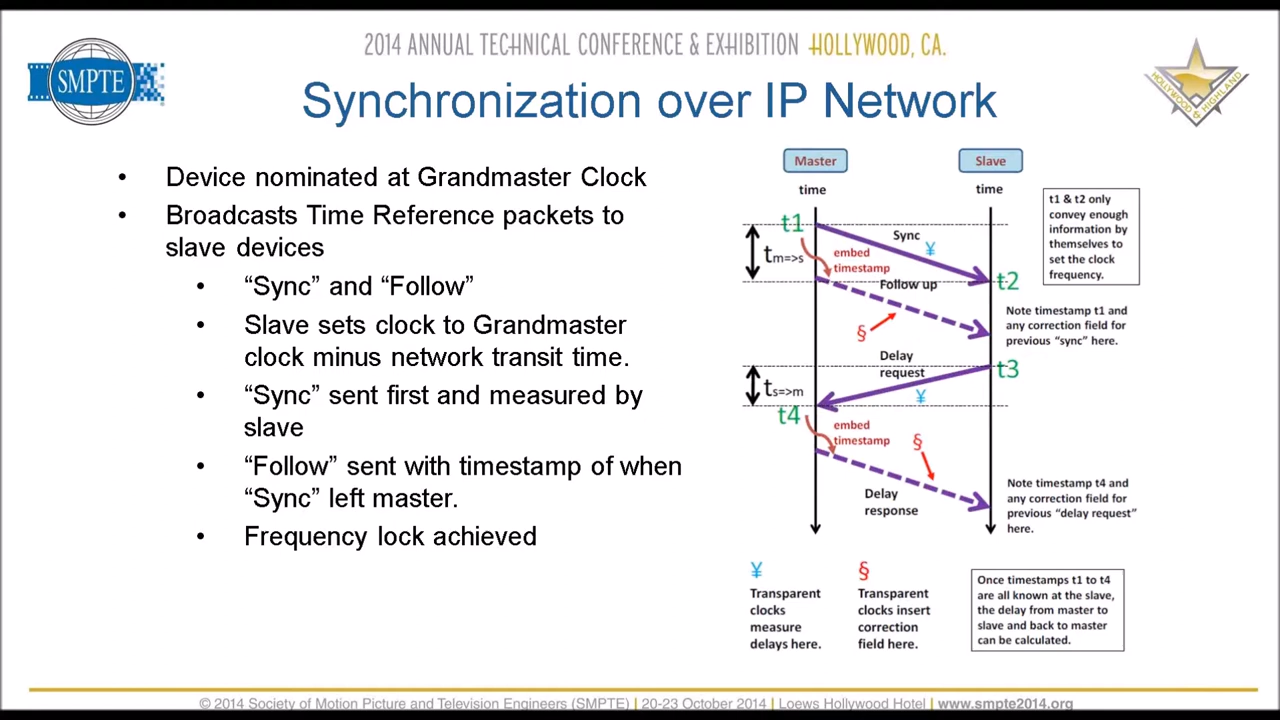 2014 ANNUAL TECHNICAL CONFERENCE & EXHIBITION HOLLYWOOD, CA.
SMPTE
HOLLYWOOD & HIGHLAND
Synchronization over IP Network
• Device nominated at Grandmaster Clock
• Broadcasts Time Reference packets to
slave devices
• “Sync” and “Follow”
• Slave sets clock to Grandmaster
clock minus network transit time.
• “Sync” sent first and measured by
slave
• “Follow” sent with timestamp of when
“Sync” left master.
• Frequency lock achieved
Master
Slave
time
time
t1
Sync
¥
tm=>s
embed
timestamp
Follow up
t2
§
Delay
request
t3
ts=>m
¥
t4
embed
timestamp
§
Delay
response
t1 & t2 only
convey enough
information by
themselves to
set the clock
frequency.
Note timestamp t1 and
any correction field for
previous “sync” here.
Note timestamp t4 and
any correction field for
previous “delay request”
here.
¥
Transparent
clocks
measure
delays here.
§
Transparent
clocks insert
correction
field here.
Once timestamps t1 to t4
are all known at the slave,
the delay from master to
slave and back to master
can be calculated.
© 2014 Society of Motion Picture and Television Engineers (SMPTE) | 20-23 October 2014 | Loews Hollywood Hotel | www.smpte2014.org